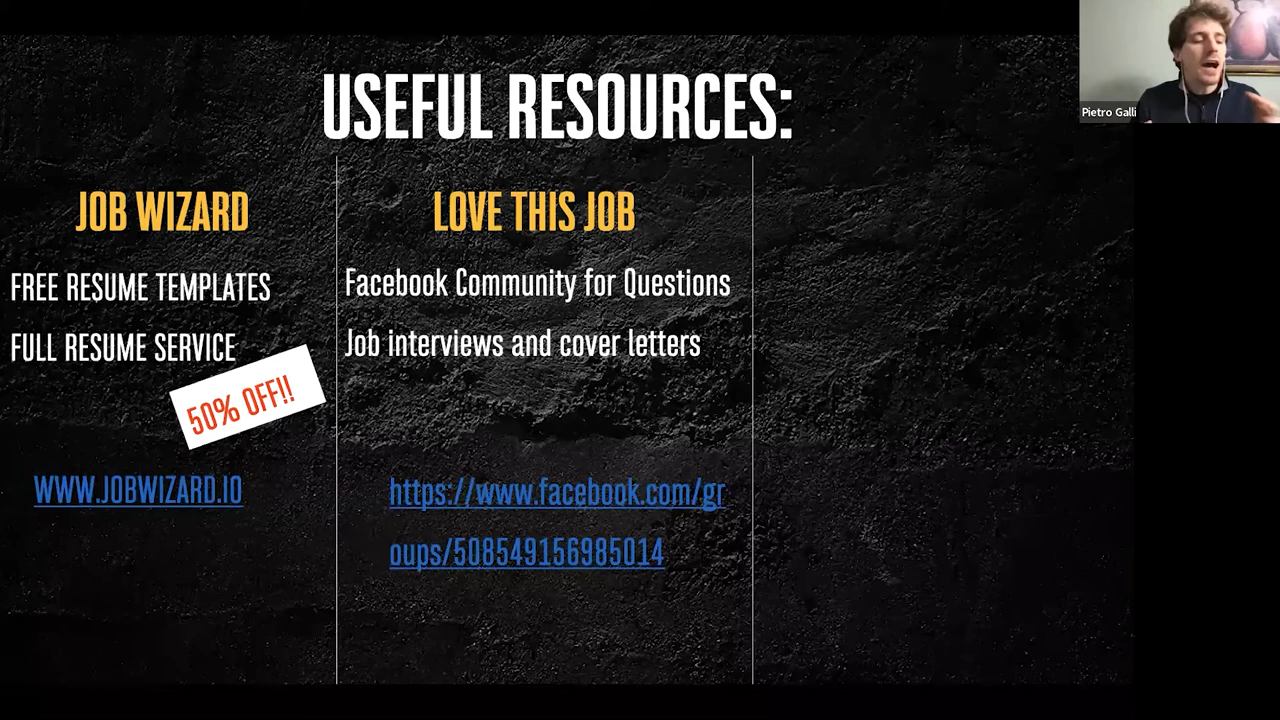 USEFUL RESOURCES:
JOB WIZARD
FREE RESUME TEMPLATES
FULL RESUME SERVICE
50% OFF!!
WWW.JOBWIZARD.IO
LOVE THIS JOB
Facebook Community for Questions
Job interviews and cover letters
https://www.facebook.com/gr
oups/508549156985014
Pietro Galli